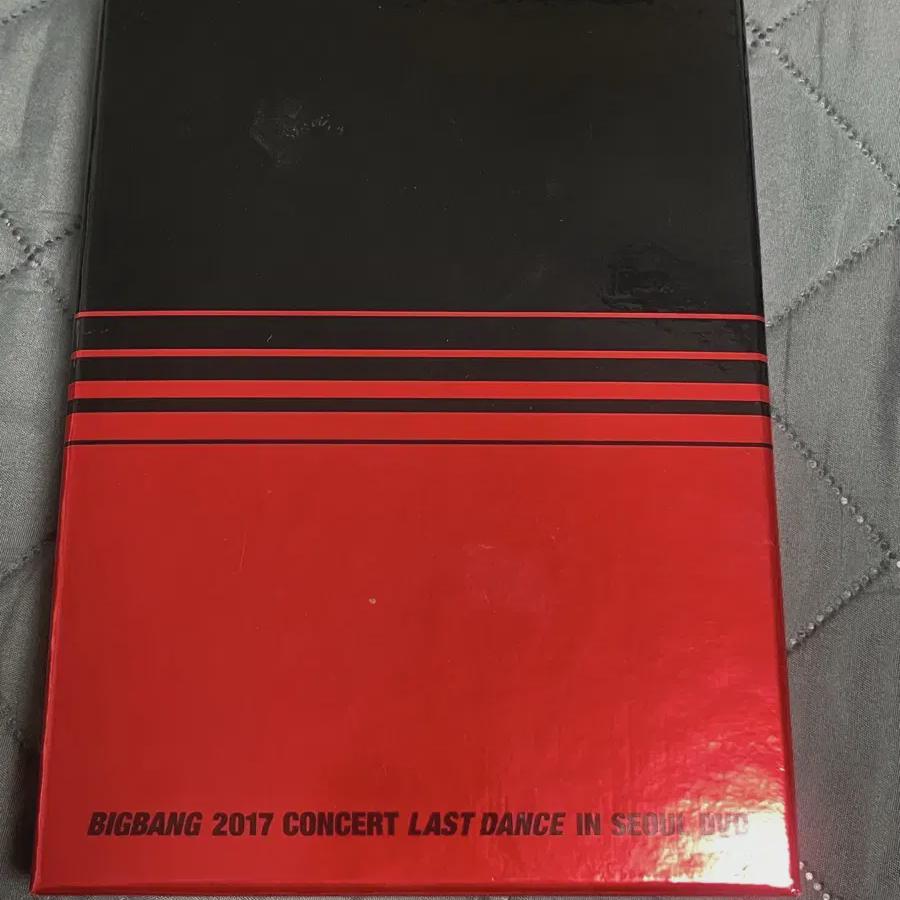 BIGBANG 2017 CONCERT LAST DANCE IN SEOUL DVD